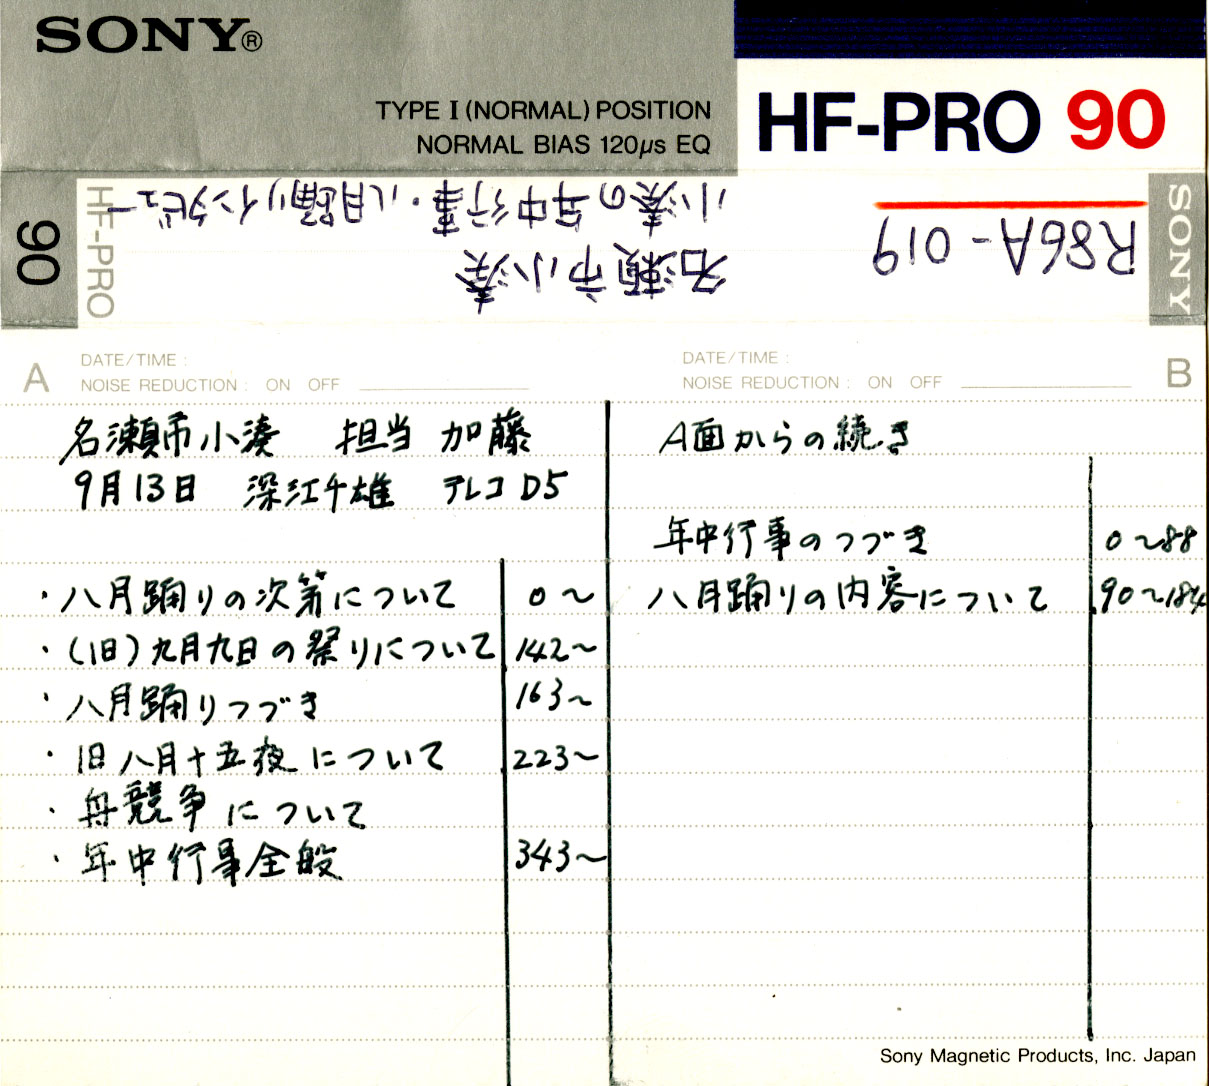 SONY®
TYPE I (NORMAL) POSITION
NORMAL BIAS 120μs EQ
HF-PRO 90
90
HF-PRO
小湊の年中行事・八月踊りインタビュー
名瀬市小湊
R86A-019
SONY
A
DATE/TIME :
NOISE REDUCTION : ON OFF
名瀬市小湊 担当 加藤
9月13日 深江千雄 テレコ D5
・八月踊りの次第について 0〜
・(旧)九月九日の祭りについて 142〜
・八月踊りつづき 163〜
・旧八月十五夜について 223〜
・舟競争について
・年中行事全般 343〜
DATE/TIME :
NOISE REDUCTION : ON OFF
B
A面からの続き
年中行事のつづき 0〜88
八月踊りの内容について 90〜184
Sony Magnetic Products, Inc. Japan